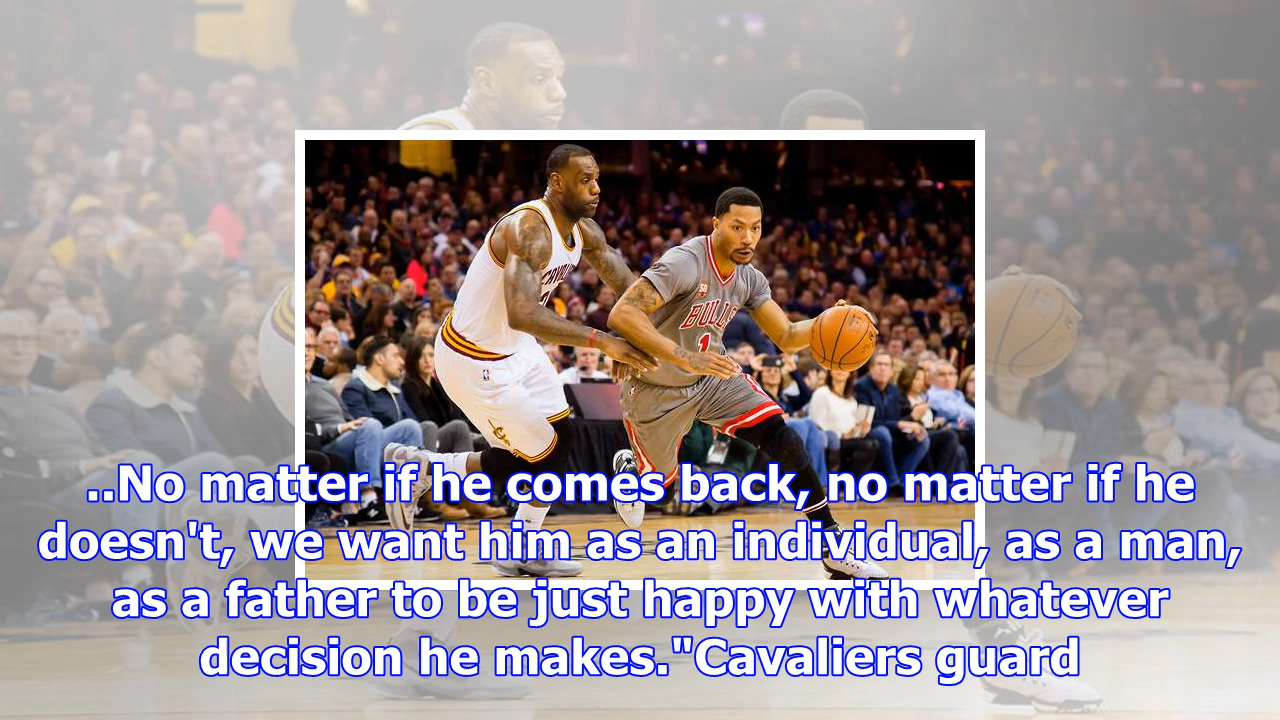 BULLS
1
..No matter if he comes back, no matter if he
doesn't, we want him as an individual, as a man,
as a father to be just happy with whatever
decision he makes."Cavaliers guard